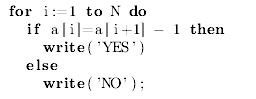 for i:=1 to N do
if a[i]=a[i+1] - 1 then
write('YES')
else
write('NO');